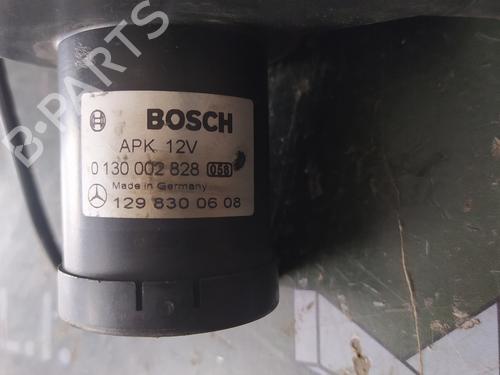 BOSCH
APK 12V
0 130 002 828 058
Made in Germany
129 830 06 08
B-PARTS